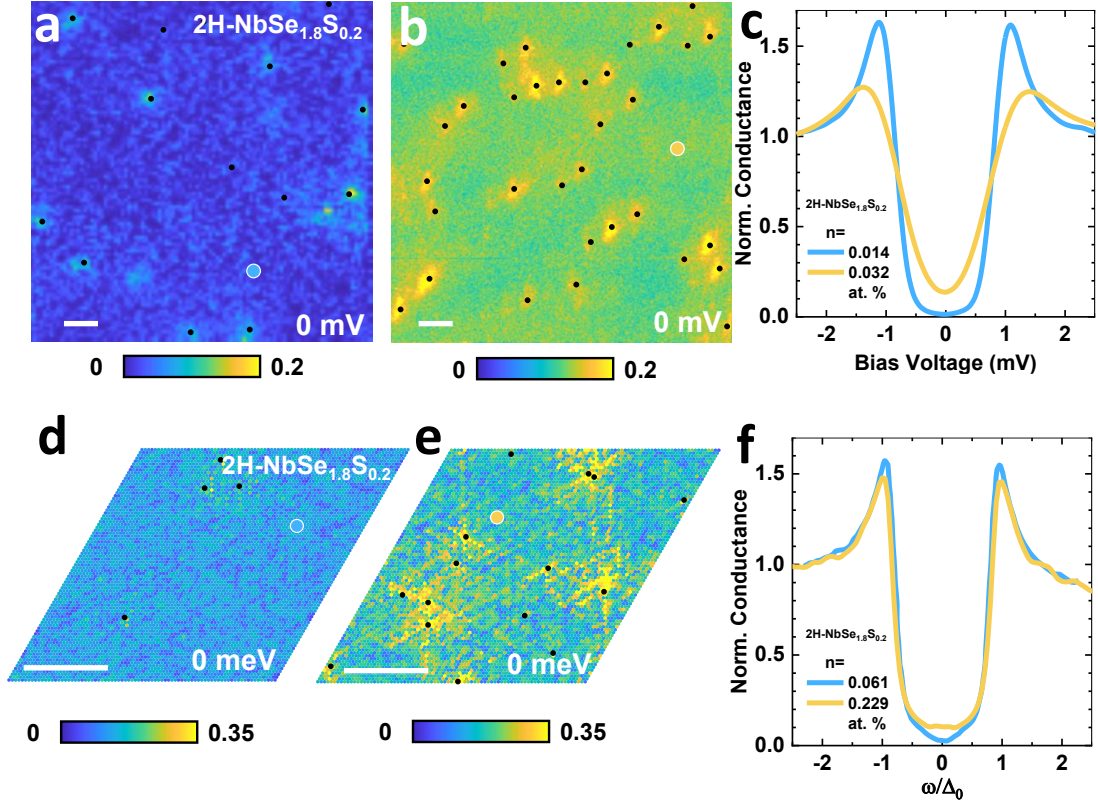 a
2H-NbSe1.8S0.2
0 mV
0
0.2
b
0 mV
0
0.2
c
Norm. Conductance
1.5
1.0
0.5
0.0
2H-NbSe1.8S0.2
n=
0.014
0.032
at. %
-2 -1 0 1 2
Bias Voltage (mV)
d
2H-NbSe1.8S0.2
0 meV
0
0.35
e
0 meV
0
0.35
f
Norm. Conductance
1.5
1.0
0.5
0.0
2H-NbSe1.8S0.2
n=
0.061
0.229
at. %
-2 -1 0 1 2
ω/Δ0